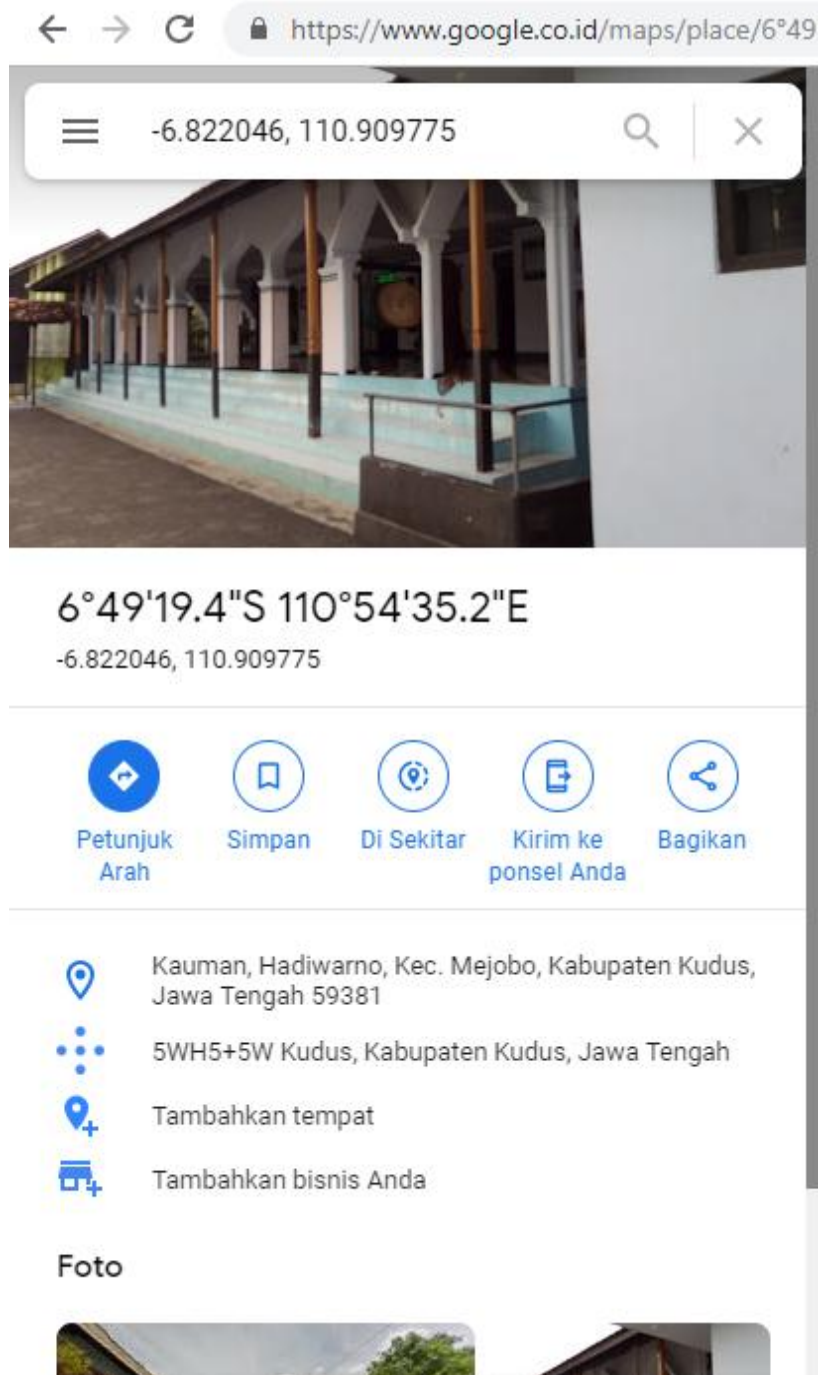 https://www.google.co.id/maps/place/6°49
-6.822046, 110.909775
6°49'19.4"S 110°54'35.2"E
-6.822046, 110.909775
Petunjuk Arah
Simpan
Di Sekitar
Kirim ke ponsel Anda
Bagikan
Kauman, Hadiwarno, Kec. Mejobo, Kabupaten Kudus,
Jawa Tengah 59381
5WH5+5W Kudus, Kabupaten Kudus, Jawa Tengah
Tambahkan tempat
Tambahkan bisnis Anda
Foto